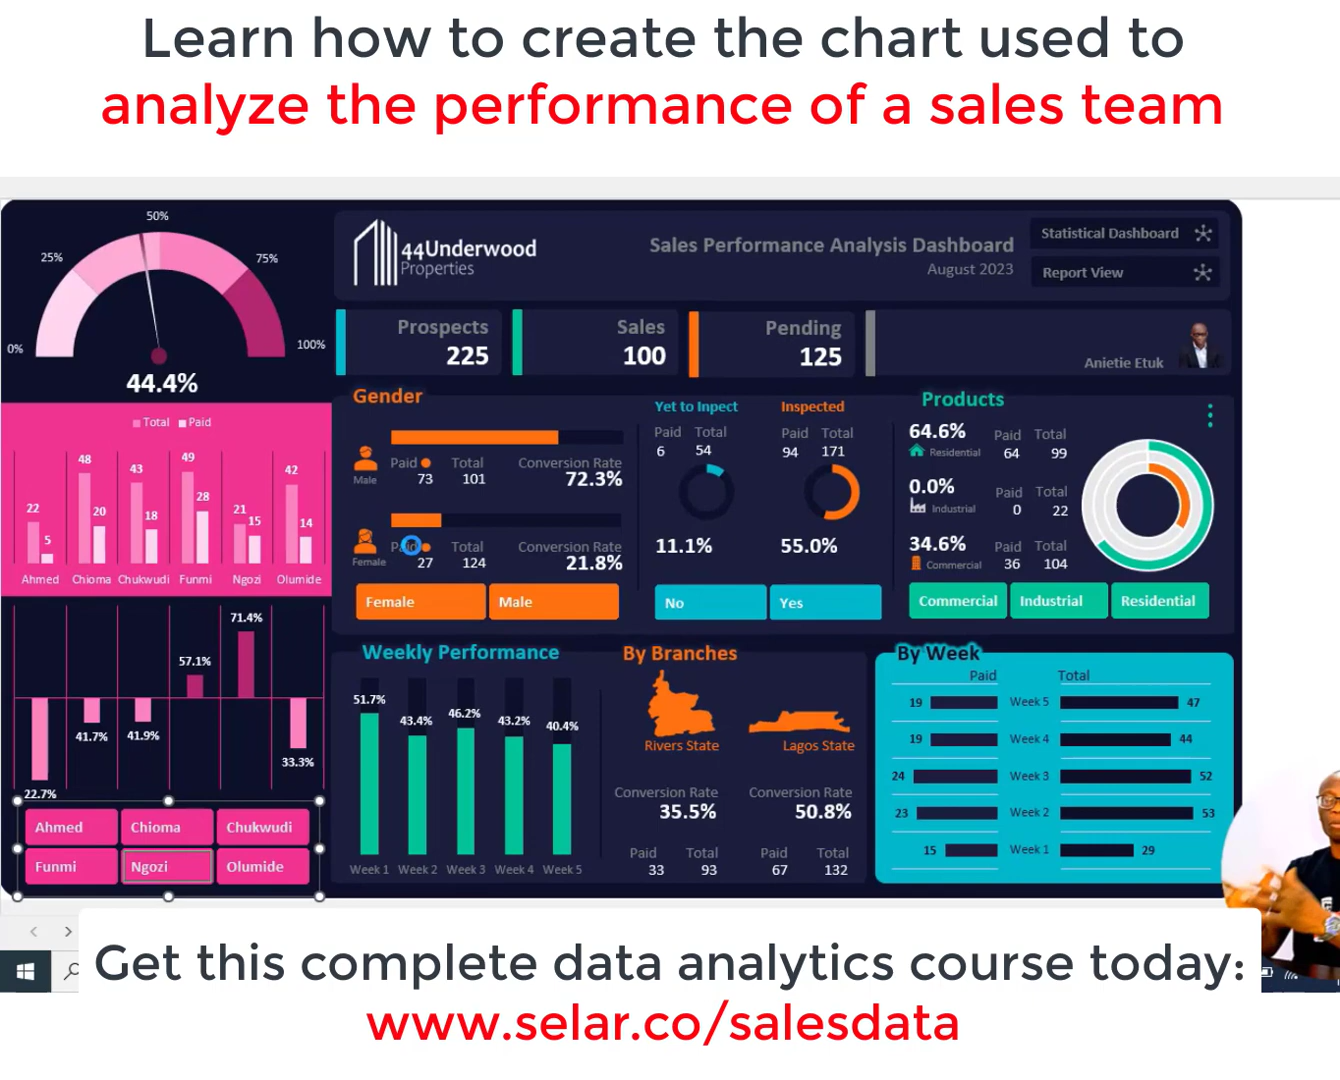 Learn how to create the chart used to
analyze the performance of a sales team
0%
25%
50%
75%
100%
44.4%
44Underwood
Properties
Sales Performance Analysis Dashboard
August 2023
Statistical Dashboard
Report View
Prospects
225
Sales
100
Pending
125
Anietie Etuk
Total Paid
22 5
48 20
43 18
49 28
21 15
42 14
Ahmed Chioma Chukwudi Funmi Ngozi Olumide
22.7%
41.7%
41.9%
57.1%
71.4%
33.3%
Ahmed Chioma Chukwudi
Funmi Ngozi Olumide
Gender
Male
Paid Total Conversion Rate
73 101 72.3%
Female
Total Conversion Rate
27 124 21.8%
Female Male
Yet to Inpect
Paid Total
6 54
11.1%
Inspected
Paid Total
94 171
55.0%
No Yes
Products
64.6% Paid Total
Residential 64 99
0.0% Paid Total
Industrial 0 22
34.6% Paid Total
Commercial 36 104
Commercial Industrial Residential
Weekly Performance
51.7% 43.4% 46.2% 43.2% 40.4%
Week 1 Week 2 Week 3 Week 4 Week 5
By Branches
Rivers State Lagos State
Conversion Rate Conversion Rate
35.5% 50.8%
Paid Total Paid Total
33 93 67 132
By Week
Paid Total
19 Week 5 47
19 Week 4 44
24 Week 3 52
23 Week 2 53
15 Week 1 29
Get this complete data analytics course today:
www.selar.co/salesdata